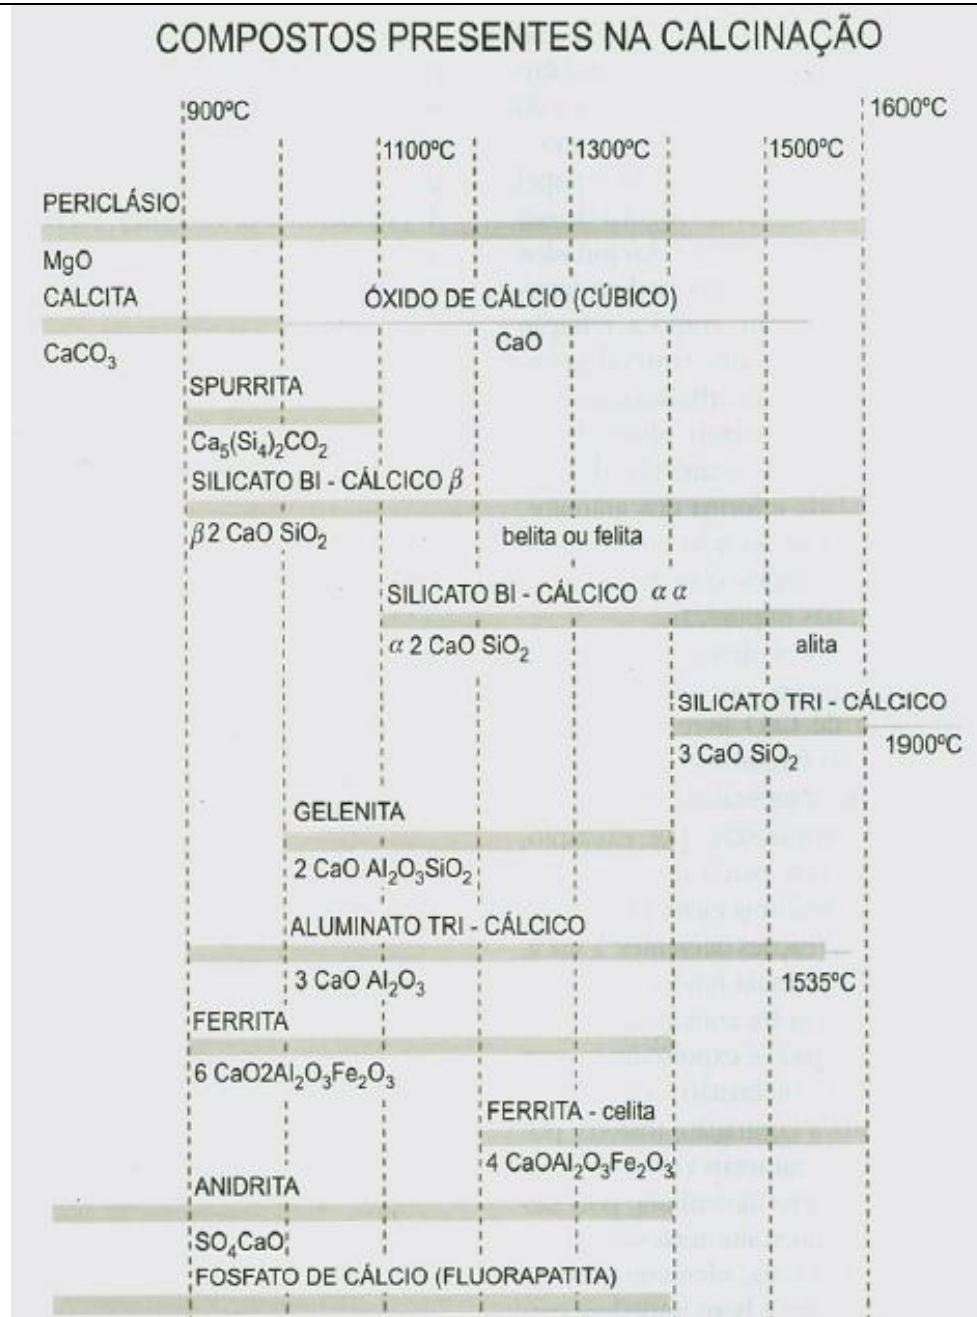 COMPOSTOS PRESENTES NA CALCINAÇÃO
900ºC
1600ºC
1100ºC
1300ºC
1500ºC
PERICLÁSIO
MgO
CALCITA
ÓXIDO DE CÁLCIO (CÚBICO)
CaO
CaCO₃
SPURRITA
Ca₅(Si₄)₂CO₂
SILICATO BI - CÁLCICO β
β2 CaO SiO₂
belita ou felita
SILICATO BI - CÁLCICO α α
α 2 CaO SiO₂
alita
SILICATO TRI - CÁLCICO
3 CaO SiO₂
1900ºC
GELENITA
2 CaO Al₂O₃SiO₂
ALUMINATO TRI - CÁLCICO
3 CaO Al₂O₃
1535ºC
FERRITA
6 CaO2Al₂O₃Fe₂O₃
FERRITA - celita
4 CaOAl₂O₃Fe₂O₃
ANIDRITA
SO₄CaO
FOSFATO DE CÁLCIO (FLUORAPATITA)